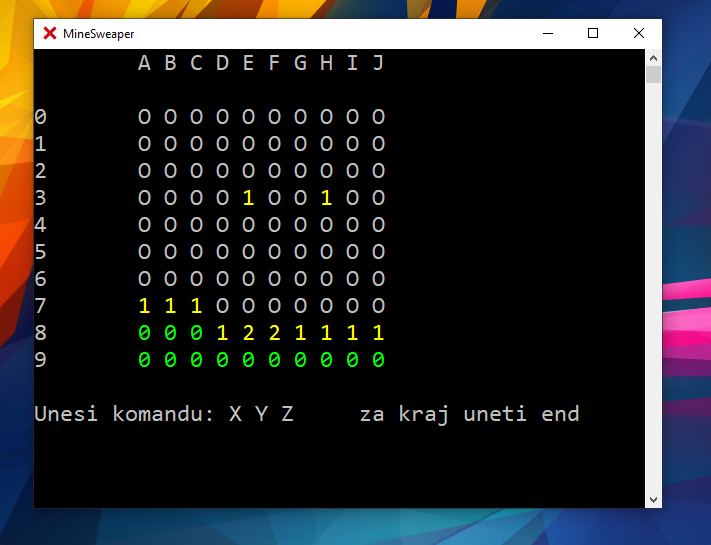 MineSweaper
A B C D E F G H I J
0 O O O O O O O O O O
1 O O O O O O O O O O
2 O O O O O O O O O O
3 O O O O 1 O O 1 O O
4 O O O O O O O O O O
5 O O O O O O O O O O
6 O O O O O O O O O O
7 1 1 1 O O O O O O O
8 0 0 0 1 2 2 1 1 1 1
9 0 0 0 0 0 0 0 0 0 0
Unesi komandu: X Y Z za kraj uneti end